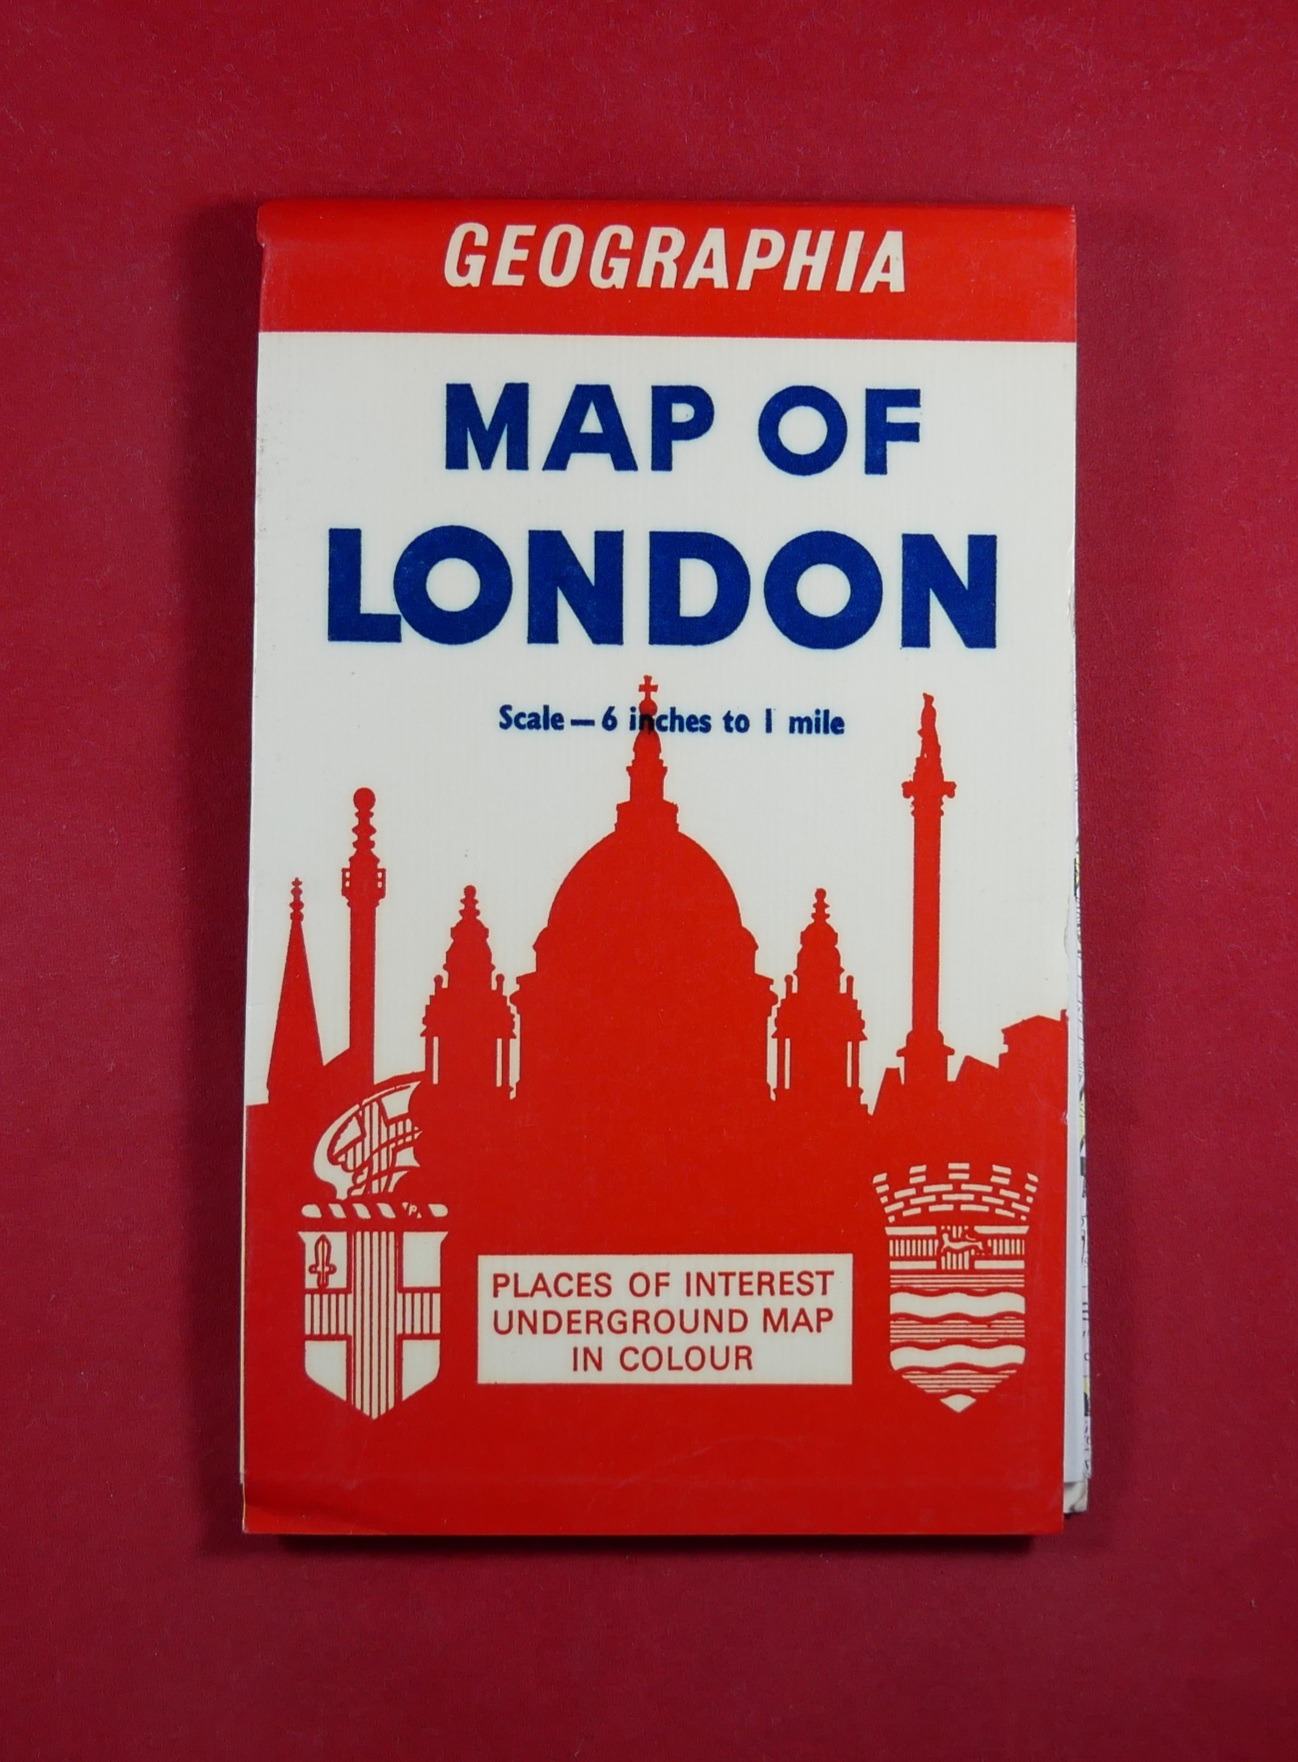 GEOGRAPHIA
MAP OF
LONDON
Scale — 6 inches to 1 mile
PLACES OF INTEREST
UNDERGROUND MAP
IN COLOUR